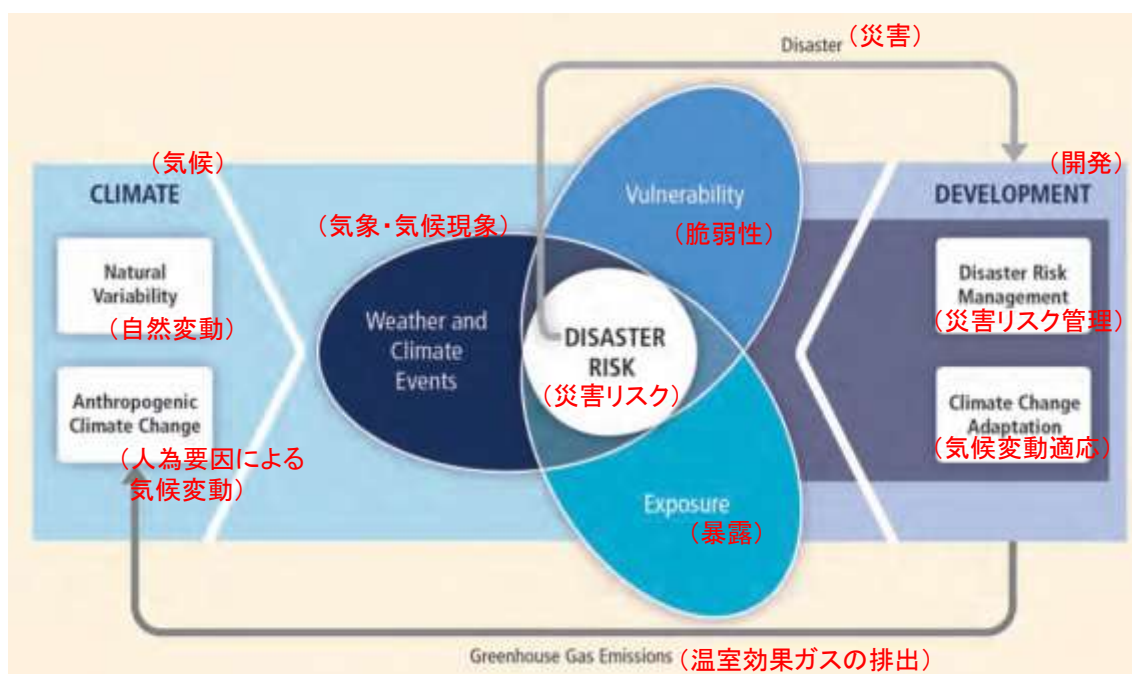 Disaster
（災害）
（気候）
CLIMATE
（開発）
DEVELOPMENT
Vulnerability
（脆弱性）
（気象・気候現象）
Natural
Variability
（自然変動）
Weather and
Climate
Events
DISASTER
RISK
（災害リスク）
Disaster Risk
Management
（災害リスク管理）
Anthropogenic
Climate Change
（人為要因による
気候変動）
Climate Change
Adaptation
（気候変動適応）
Exposure
（暴露）
Greenhouse Gas Emissions
（温室効果ガスの排出）